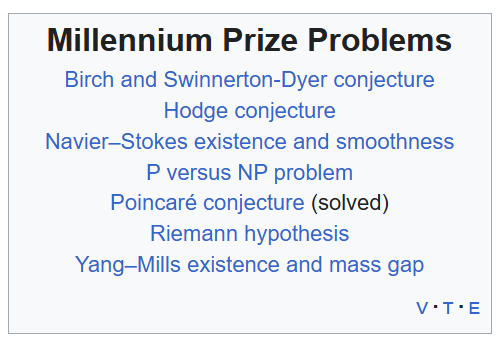 Millennium Prize Problems
Birch and Swinnerton-Dyer conjecture
Hodge conjecture
Navier–Stokes existence and smoothness
P versus NP problem
Poincaré conjecture (solved)
Riemann hypothesis
Yang–Mills existence and mass gap
V · T · E